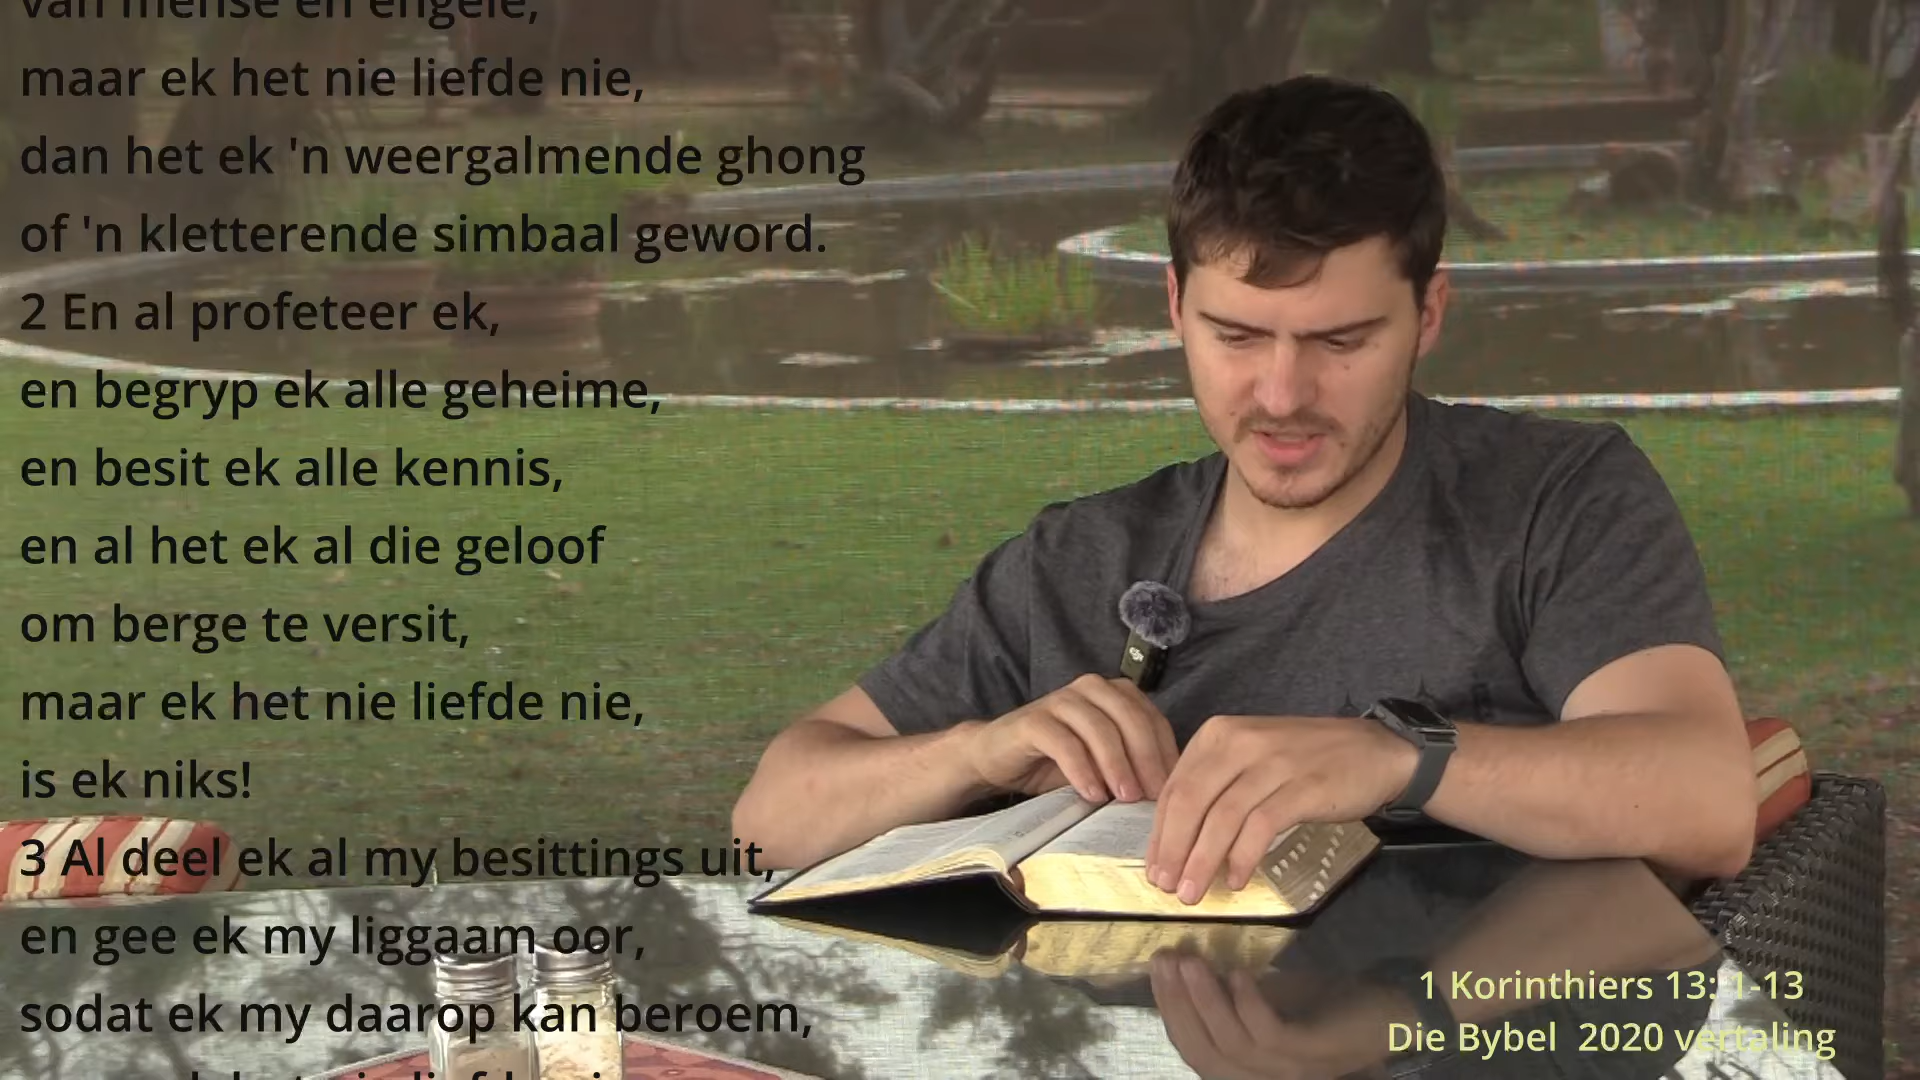 van mense en engele,
maar ek het nie liefde nie,
dan het ek 'n weergalmende ghong
of 'n kletterende simbaal geword.
2 En al profeteer ek,
en begryp ek alle geheime,
en besit ek alle kennis,
en al het ek al die geloof
om berge te versit,
maar ek het nie liefde nie,
is ek niks!
3 Al deel ek al my besittings uit,
en gee ek my liggaam oor,
sodat ek my daarop kan beroem,
1 Korinthiers 13: 1-13
Die Bybel 2020 vertaling